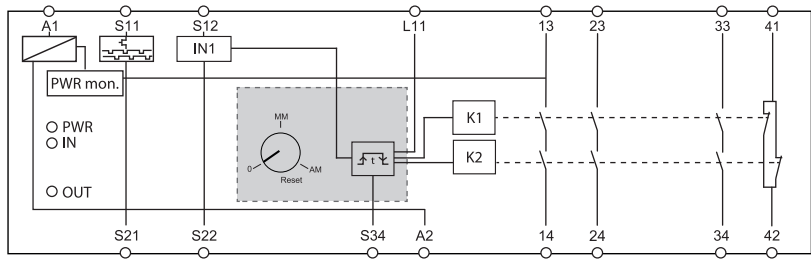 A1 S11 S12 L11 13 23 33 41
IN1
PWR mon.
MM
K1
PWR
IN
t
K2
0 AM
Reset
OUT
S21 S22 S34 A2 14 24 34 42